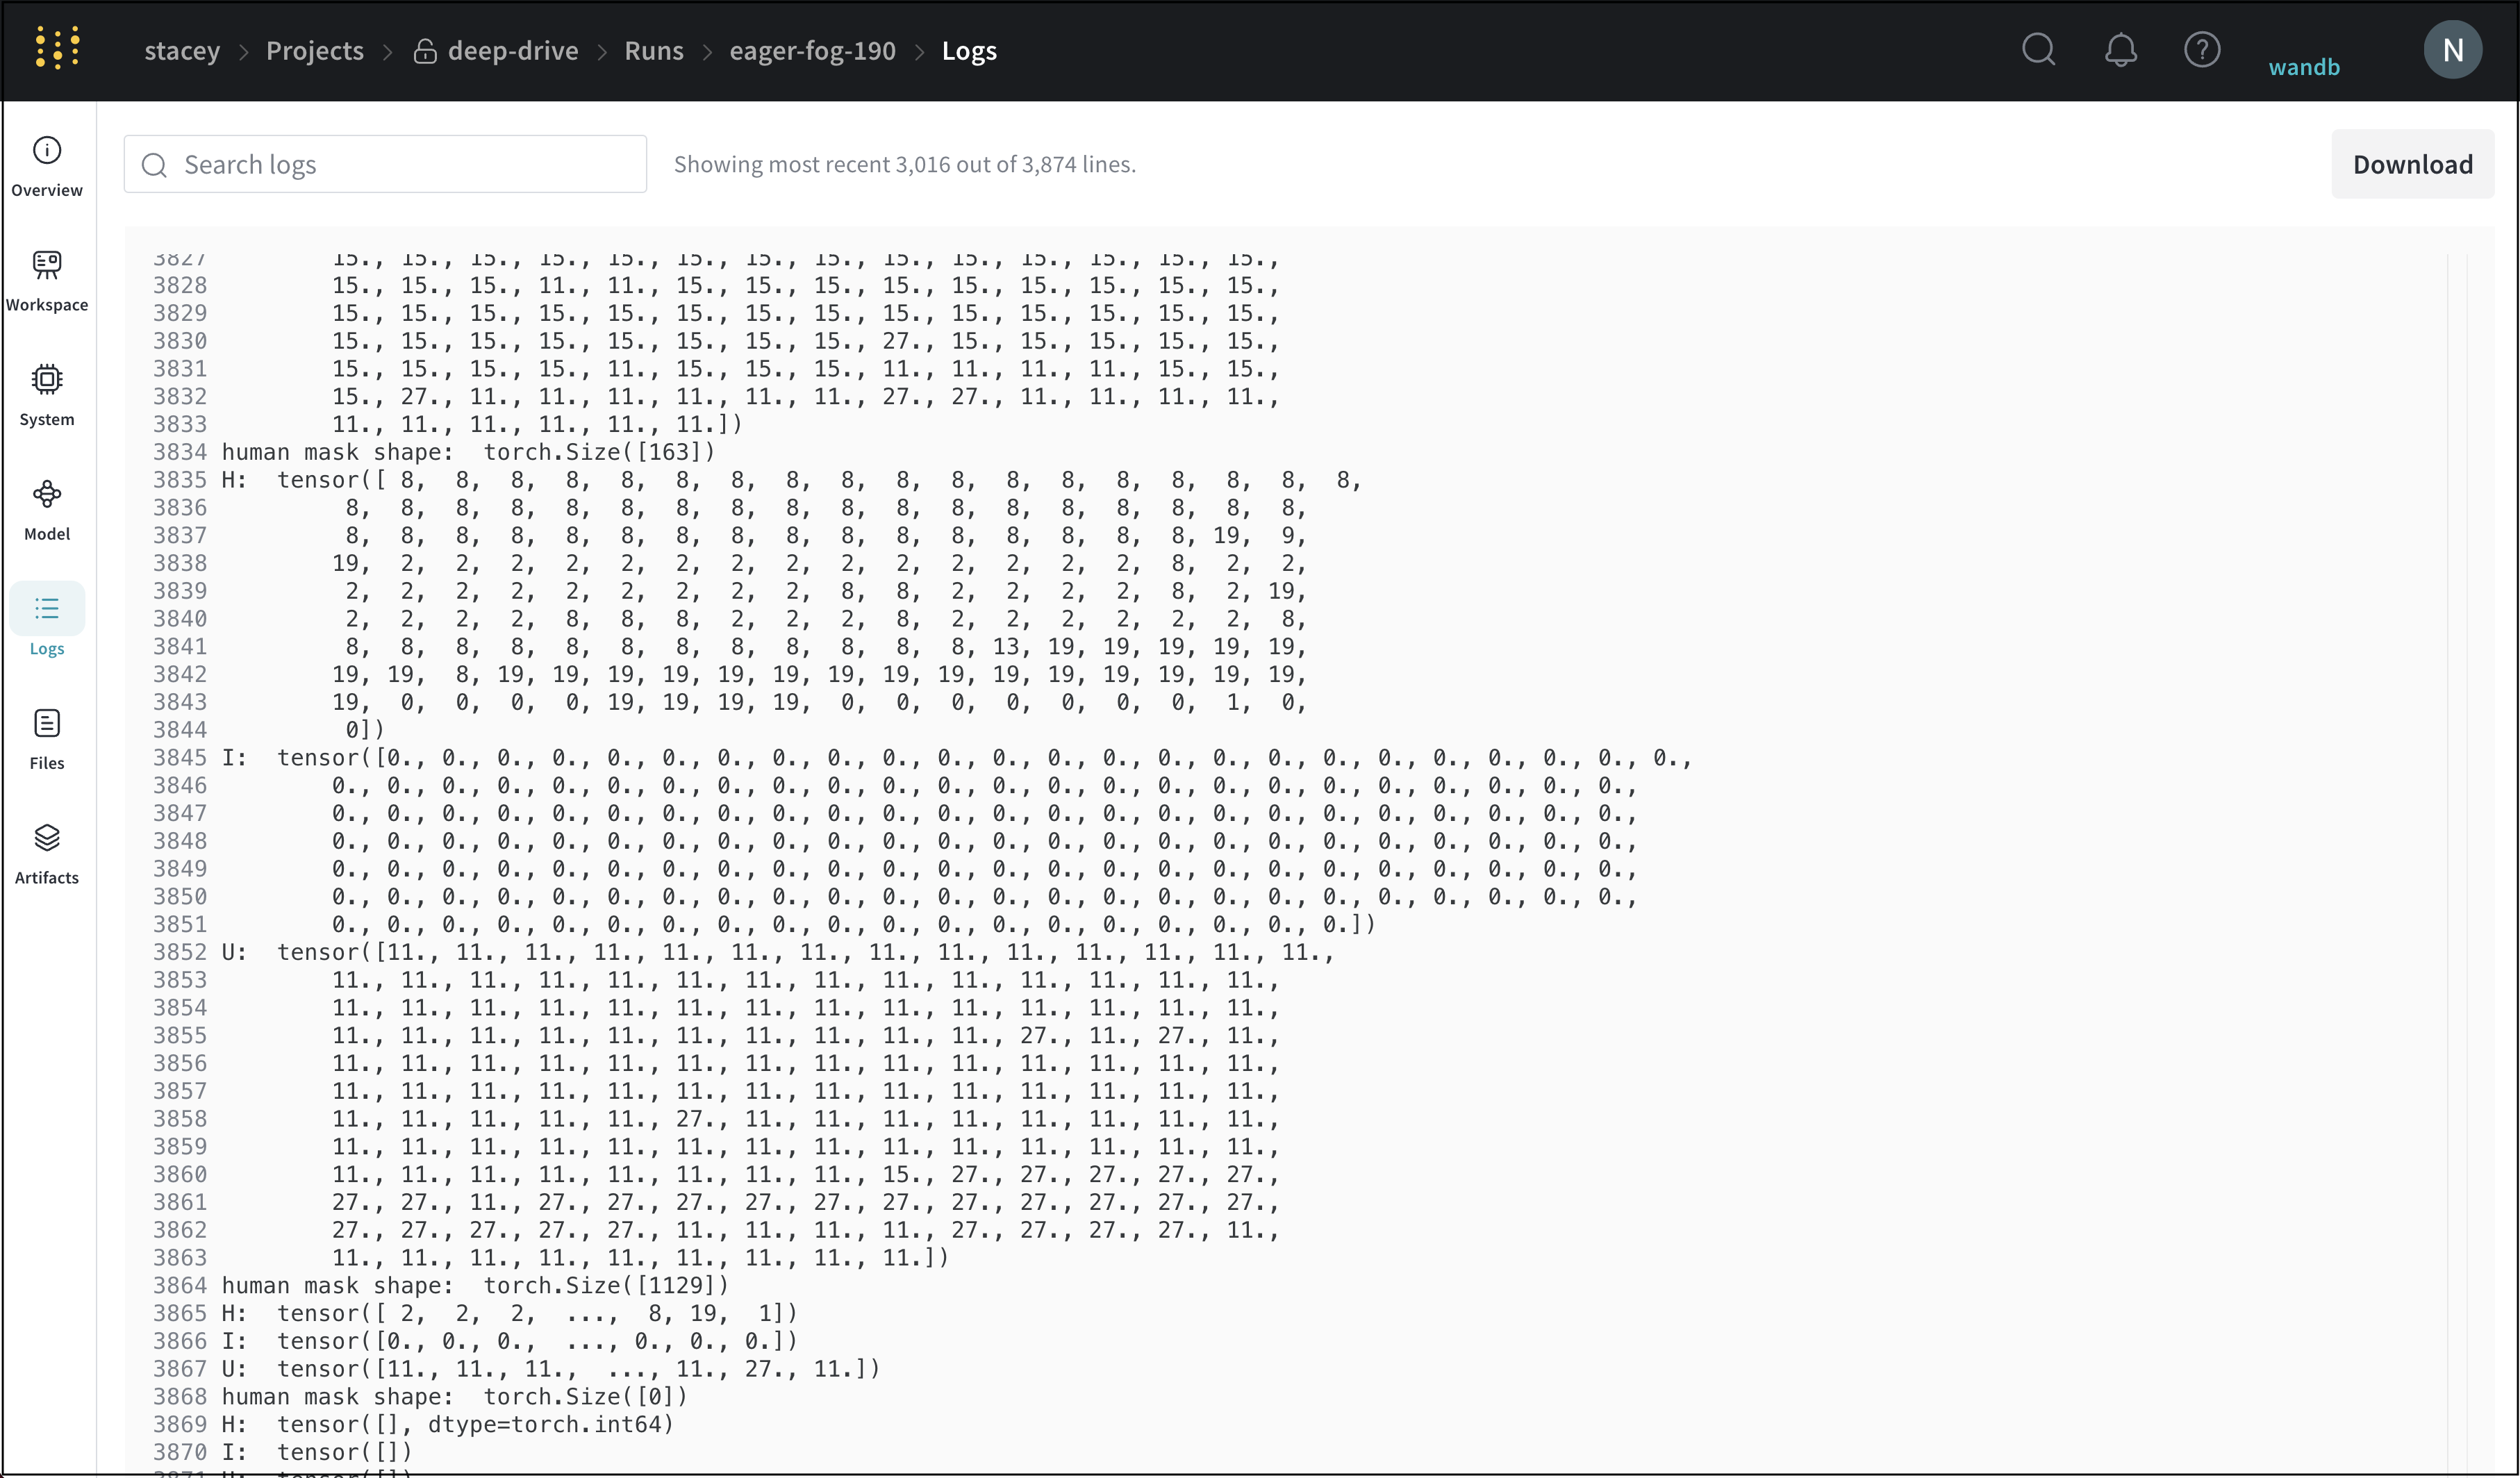 stacey > Projects > deep-drive > Runs > eager-fog-190 > Logs
wandb
N
Overview
Workspace
System
Model
Logs
Files
Artifacts
Search logs
Showing most recent 3,016 out of 3,874 lines.
Download
3827 15., 15., 15., 15., 15., 15., 15., 15., 15., 15., 15., 15., 15., 15.,
3828 15., 15., 15., 11., 11., 15., 15., 15., 15., 15., 15., 15., 15., 15.,
3829 15., 15., 15., 15., 15., 15., 15., 15., 15., 15., 15., 15., 15., 15.,
3830 15., 15., 15., 15., 15., 15., 15., 15., 27., 15., 15., 15., 15., 15.,
3831 15., 15., 15., 15., 11., 15., 15., 15., 11., 11., 11., 11., 15., 15.,
3832 15., 27., 11., 11., 11., 11., 11., 11., 27., 27., 11., 11., 11., 11.,
3833 11., 11., 11., 11., 11., 11.])
3834 human mask shape:  torch.Size([163])
3835 H:  tensor([ 8,  8,  8,  8,  8,  8,  8,  8,  8,  8,  8,  8,  8,  8,  8,  8,  8,  8,
3836 8,  8,  8,  8,  8,  8,  8,  8,  8,  8,  8,  8,  8,  8,  8,  8,  8,  8,
3837 8,  8,  8,  8,  8,  8,  8,  8,  8,  8,  8,  8,  8,  8,  8,  8, 19,  9,
3838 19,  2,  2,  2,  2,  2,  2,  2,  2,  2,  2,  2,  2,  2,  2,  8,  2,  2,
3839 2,  2,  2,  2,  2,  2,  2,  2,  2,  8,  8,  2,  2,  2,  2,  8,  2, 19,
3840 2,  2,  2,  2,  8,  8,  8,  2,  2,  2,  8,  2,  2,  2,  2,  2,  2,  8,
3841 8,  8,  8,  8,  8,  8,  8,  8,  8,  8,  8,  8, 13, 19, 19, 19, 19, 19,
3842 19, 19,  8, 19, 19, 19, 19, 19, 19, 19, 19, 19, 19, 19, 19, 19, 19, 19,
3843 19,  0,  0,  0,  0, 19, 19, 19, 19,  0,  0,  0,  0,  0,  0,  0,  1,  0,
3844 0])
3845 I:  tensor([0., 0., 0., 0., 0., 0., 0., 0., 0., 0., 0., 0., 0., 0., 0., 0., 0., 0., 0., 0., 0., 0., 0., 0.,
3846 0., 0., 0., 0., 0., 0., 0., 0., 0., 0., 0., 0., 0., 0., 0., 0., 0., 0., 0., 0., 0., 0., 0., 0.,
3847 0., 0., 0., 0., 0., 0., 0., 0., 0., 0., 0., 0., 0., 0., 0., 0., 0., 0., 0., 0., 0., 0., 0., 0.,
3848 0., 0., 0., 0., 0., 0., 0., 0., 0., 0., 0., 0., 0., 0., 0., 0., 0., 0., 0., 0., 0., 0., 0., 0.,
3849 0., 0., 0., 0., 0., 0., 0., 0., 0., 0., 0., 0., 0., 0., 0., 0., 0., 0., 0., 0., 0., 0., 0., 0.,
3850 0., 0., 0., 0., 0., 0., 0., 0., 0., 0., 0., 0., 0., 0., 0., 0., 0., 0., 0., 0., 0., 0., 0., 0.,
3851 0., 0., 0., 0., 0., 0., 0., 0., 0., 0., 0., 0., 0., 0., 0., 0., 0., 0., 0.])
3852 U:  tensor([11., 11., 11., 11., 11., 11., 11., 11., 11., 11., 11., 11., 11., 11.,
3853 11., 11., 11., 11., 11., 11., 11., 11., 11., 11., 11., 11., 11., 11.,
3854 11., 11., 11., 11., 11., 11., 11., 11., 11., 11., 11., 11., 11., 11.,
3855 11., 11., 11., 11., 11., 11., 11., 11., 11., 11., 27., 11., 27., 11.,
3856 11., 11., 11., 11., 11., 11., 11., 11., 11., 11., 11., 11., 11., 11.,
3857 11., 11., 11., 11., 11., 11., 11., 11., 11., 11., 11., 11., 11., 11.,
3858 11., 11., 11., 11., 11., 27., 11., 11., 11., 11., 11., 11., 11., 11.,
3859 11., 11., 11., 11., 11., 11., 11., 11., 11., 11., 11., 11., 11., 11.,
3860 11., 11., 11., 11., 11., 11., 11., 11., 15., 27., 27., 27., 27., 27.,
3861 27., 27., 11., 27., 27., 27., 27., 27., 27., 27., 27., 27., 27., 27.,
3862 27., 27., 27., 27., 27., 11., 11., 11., 11., 27., 27., 27., 27., 11.,
3863 11., 11., 11., 11., 11., 11., 11., 11., 11.])
3864 human mask shape:  torch.Size([1129])
3865 H:  tensor([ 2,  2,  2,  ...,  8, 19,  1])
3866 I:  tensor([0., 0., 0.,  ..., 0., 0., 0.])
3867 U:  tensor([11., 11., 11.,  ..., 11., 27., 11.])
3868 human mask shape:  torch.Size([0])
3869 H:  tensor([], dtype=torch.int64)
3870 I:  tensor([])
3871 U:  tensor([])